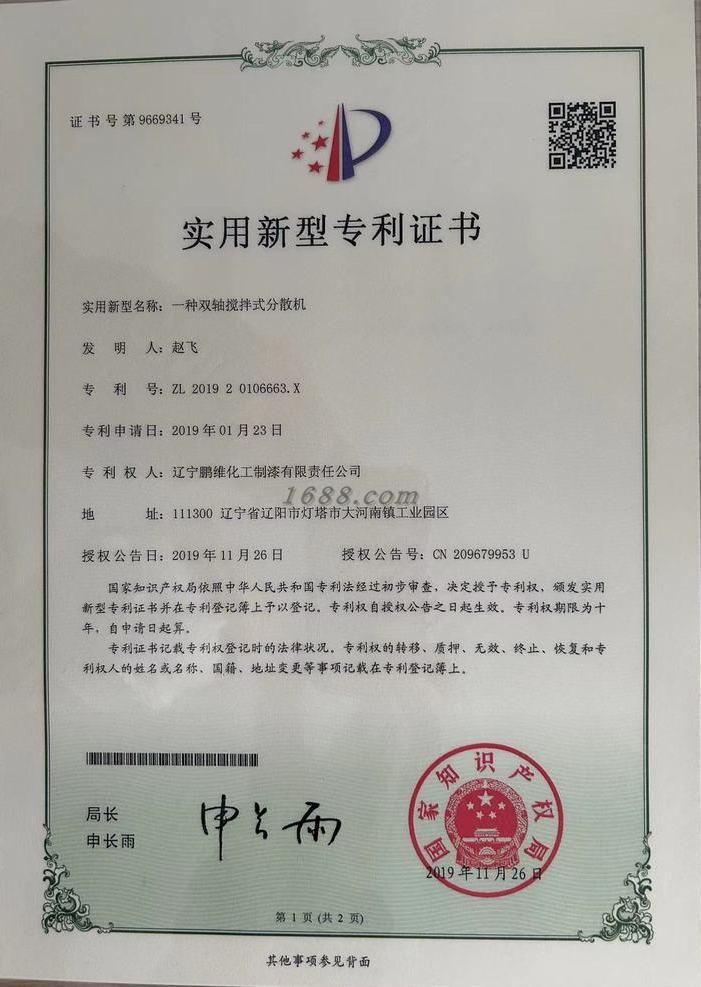 证书号第9669341号
实用新型专利证书
实用新型名称：一种双轴搅拌式分散机
发明人：赵飞
专利号：ZL 2019 2 0106663.X
专利申请日：2019年01月23日
专利权人：辽宁鹏维化工制漆有限责任公司
1688.com
地址：111300 辽宁省辽阳市灯塔市大河南镇工业园区
授权公告日：2019年11月26日 授权公告号：CN 209679953 U
国家知识产权局依照中华人民共和国专利法经过初步审查，决定授予专利权，颁发实用
新型专利证书并在专利登记簿上予以登记。专利权自授权公告之日起生效。专利权期限为十
年，自申请日起算。
专利证书记载专利权登记时的法律状况。专利权的转移、质押、无效、终止、恢复和专
利权人的姓名或名称、国籍、地址变更等事项记载在专利登记簿上。
局长
申长雨
申长雨
国家知识产权局
2019年11月26日
第1页(共2页)
其他事项参见背面